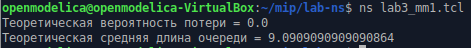 openmodelica@openmodelica-VirtualBox:~/mip/lab-ns$ ns lab3_mm1.tcl
Теоретическая вероятность потери = 0.0
Теоретическая средняя длина очереди = 9.0909090909090864